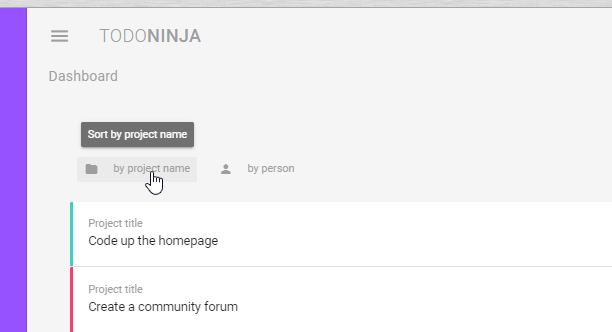 TODONINJA
Dashboard
Sort by project name
by project name
by person
Project title
Code up the homepage
Project title
Create a community forum